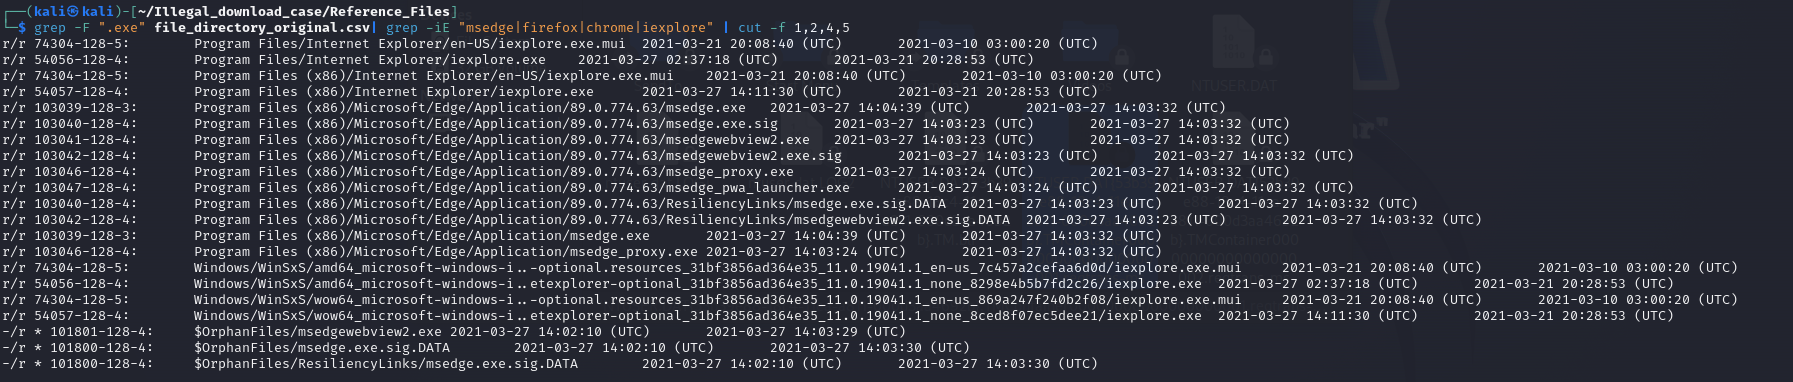 ┌──(kali㉿kali)-[~/Illegal_download_case/Reference_Files]
└─$ grep -F ".exe" file_directory_original.csv| grep -iE "msedge|firefox|chrome|iexplore" | cut -f 1,2,4,5
r/r 74304-128-5: Program Files/Internet Explorer/en-US/iexplore.exe.mui 2021-03-21 20:08:40 (UTC) 2021-03-10 03:00:20 (UTC)
r/r 54056-128-4: Program Files/Internet Explorer/iexplore.exe 2021-03-27 02:37:18 (UTC) 2021-03-21 20:28:53 (UTC)
r/r 74304-128-5: Program Files (x86)/Internet Explorer/en-US/iexplore.exe.mui 2021-03-21 20:08:40 (UTC) 2021-03-10 03:00:20 (UTC)
r/r 54057-128-4: Program Files (x86)/Internet Explorer/iexplore.exe 2021-03-27 14:11:30 (UTC) 2021-03-21 20:28:53 (UTC)
r/r 103039-128-3: Program Files (x86)/Microsoft/Edge/Application/89.0.774.63/msedge.exe 2021-03-27 14:04:39 (UTC) 2021-03-27 14:03:32 (UTC)
r/r 103040-128-4: Program Files (x86)/Microsoft/Edge/Application/89.0.774.63/msedge.exe.sig 2021-03-27 14:03:23 (UTC) 2021-03-27 14:03:32 (UTC)
r/r 103041-128-4: Program Files (x86)/Microsoft/Edge/Application/89.0.774.63/msedgewebview2.exe 2021-03-27 14:03:23 (UTC) 2021-03-27 14:03:32 (UTC)
r/r 103042-128-4: Program Files (x86)/Microsoft/Edge/Application/89.0.774.63/msedgewebview2.exe.sig 2021-03-27 14:03:23 (UTC) 2021-03-27 14:03:32 (UTC)
r/r 103046-128-4: Program Files (x86)/Microsoft/Edge/Application/89.0.774.63/msedge_proxy.exe 2021-03-27 14:03:24 (UTC) 2021-03-27 14:03:32 (UTC)
r/r 103047-128-4: Program Files (x86)/Microsoft/Edge/Application/89.0.774.63/msedge_pwa_launcher.exe 2021-03-27 14:03:24 (UTC) 2021-03-27 14:03:32 (UTC)
r/r 103040-128-4: Program Files (x86)/Microsoft/Edge/Application/89.0.774.63/ResiliencyLinks/msedge.exe.sig.DATA 2021-03-27 14:03:23 (UTC) 2021-03-27 14:03:32 (UTC)
r/r 103042-128-4: Program Files (x86)/Microsoft/Edge/Application/89.0.774.63/ResiliencyLinks/msedgewebview2.exe.sig.DATA 2021-03-27 14:03:23 (UTC) 2021-03-27 14:03:32 (UTC)
r/r 103039-128-3: Program Files (x86)/Microsoft/Edge/Application/msedge.exe 2021-03-27 14:04:39 (UTC) 2021-03-27 14:03:32 (UTC)
r/r 103046-128-4: Program Files (x86)/Microsoft/Edge/Application/msedge_proxy.exe 2021-03-27 14:03:24 (UTC) 2021-03-27 14:03:32 (UTC)
r/r 74304-128-5: Windows/WinSxS/amd64_microsoft-windows-i..-optional.resources_31bf3856ad364e35_11.0.19041.1_en-us_7c457a2cefaa6d0d/iexplore.exe.mui 2021-03-21 20:08:40 (UTC) 2021-03-10 03:00:20 (UTC)
r/r 54056-128-4: Windows/WinSxS/amd64_microsoft-windows-i..etexplorer-optional_31bf3856ad364e35_11.0.19041.1_none_8298e4b5b7fd2c26/iexplore.exe 2021-03-27 02:37:18 (UTC) 2021-03-21 20:28:53 (UTC)
r/r 74304-128-5: Windows/WinSxS/wow64_microsoft-windows-i..-optional.resources_31bf3856ad364e35_11.0.19041.1_en-us_869a247f240b2f08/iexplore.exe.mui 2021-03-21 20:08:40 (UTC) 2021-03-10 03:00:20 (UTC)
r/r 54057-128-4: Windows/WinSxS/wow64_microsoft-windows-i..etexplorer-optional_31bf3856ad364e35_11.0.19041.1_none_8ced8f07ec5dee21/iexplore.exe 2021-03-27 14:11:30 (UTC) 2021-03-21 20:28:53 (UTC)
-/r * 101801-128-4: $OrphanFiles/msedgewebview2.exe 2021-03-27 14:02:10 (UTC) 2021-03-27 14:03:29 (UTC)
-/r * 101800-128-4: $OrphanFiles/msedge.exe.sig.DATA 2021-03-27 14:02:10 (UTC) 2021-03-27 14:03:30 (UTC)
-/r * 101800-128-4: $OrphanFiles/ResiliencyLinks/msedge.exe.sig.DATA 2021-03-27 14:02:10 (UTC) 2021-03-27 14:03:30 (UTC)
NTUSER.DAT